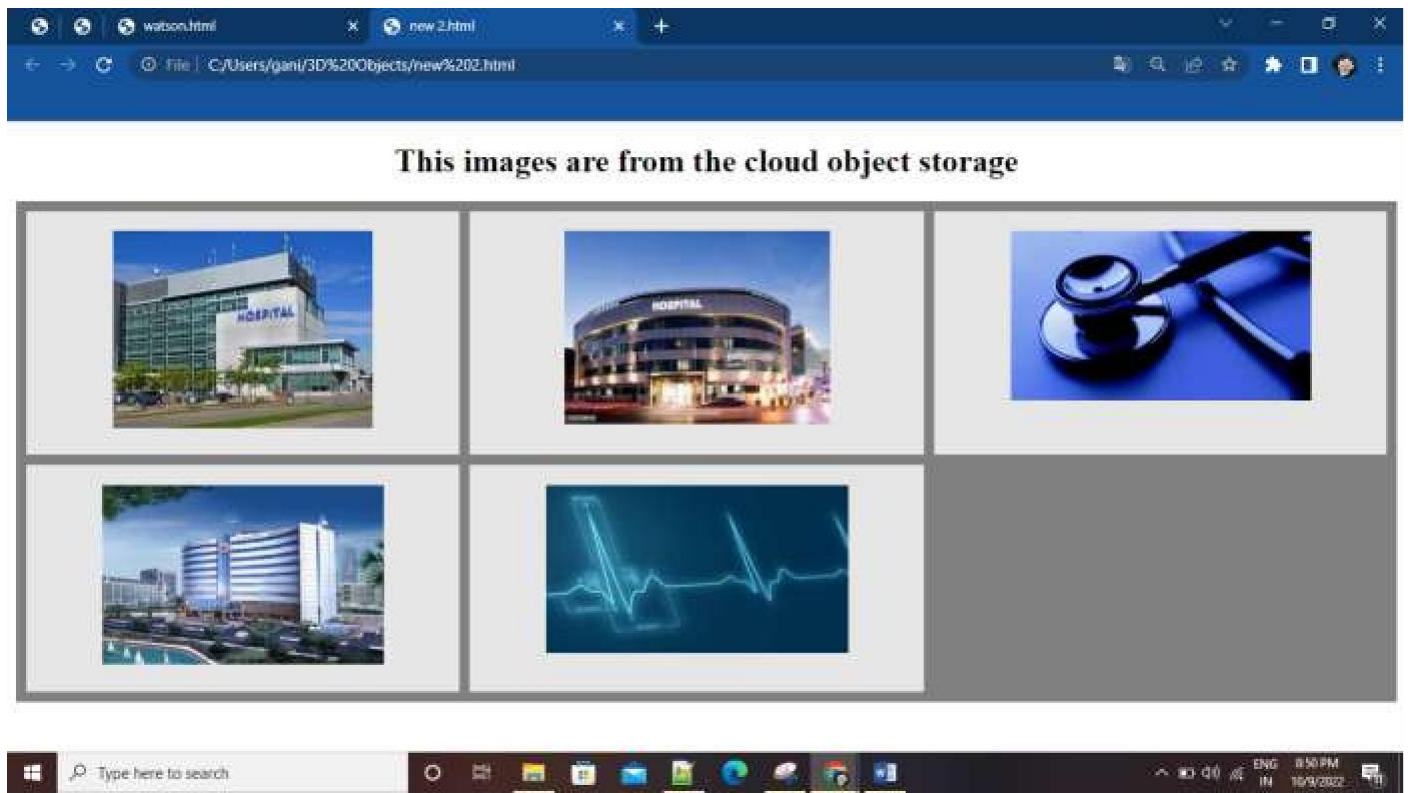 watson.html
new 2.html
File C:/Users/gani/3D%20Objects/new%202.html
This images are from the cloud object storage
HOSPITAL
HOSPITAL
Type here to search
ENG
IN
8:50 PM
10/9/2022